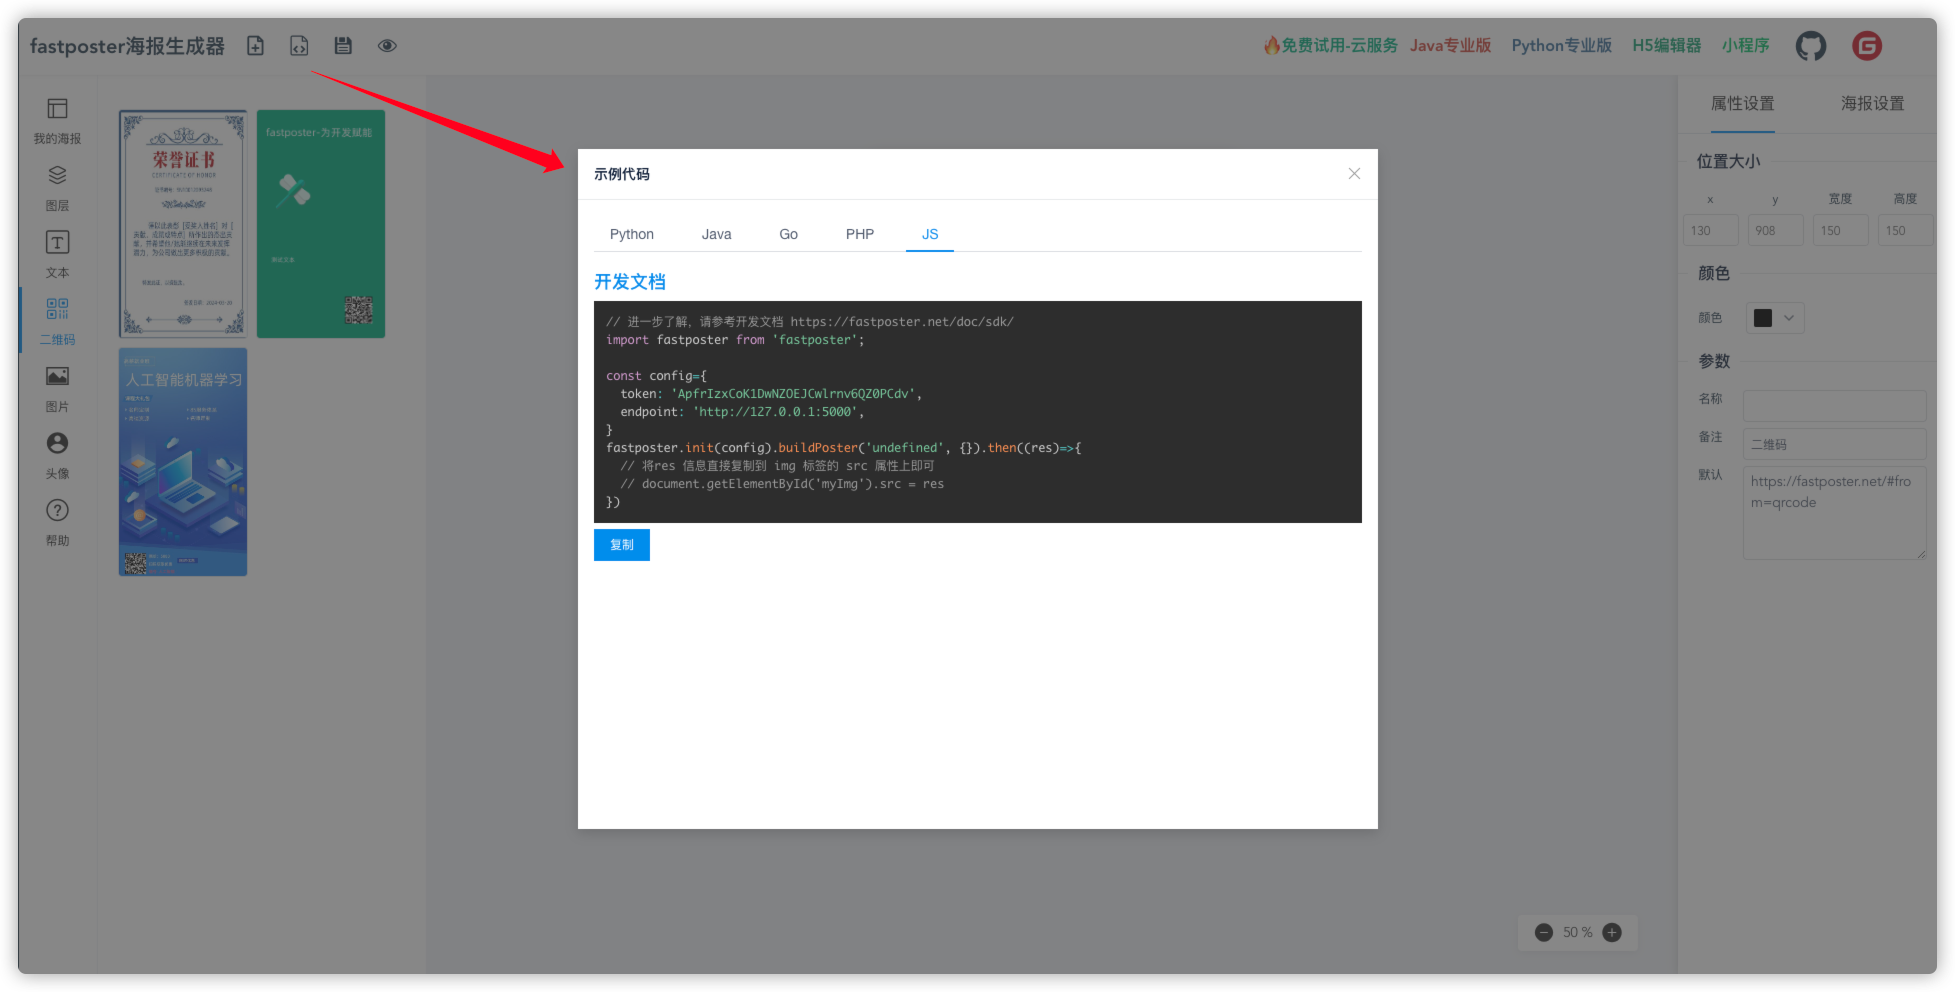 fastposter海报生成器
免费试用-云服务
Java专业版
Python专业版
H5编辑器
小程序
我的海报
图层
文本
二维码
图片
头像
帮助
荣誉证书
CERTIFICATE OF HONOR
fastposter-为开发赋能
测试文本
人工智能机器学习
示例代码
Python
Java
Go
PHP
JS
开发文档
// 进一步了解，请参考开发文档 https://fastposter.net/doc/sdk/
import fastposter from 'fastposter';
const config={
token: 'ApfrIzxCoK1DwNZOEJCWlrnv6QZ0PCdv',
endpoint: 'http://127.0.0.1:5000',
}
fastposter.init(config).buildPoster('undefined', {}).then((res)=>{
// 将res 信息直接复制到 img 标签的 src 属性上即可
// document.getElementById('myImg').src = res
})
复制
属性设置
海报设置
位置大小
x
y
宽度
高度
130
908
150
150
颜色
颜色
参数
名称
备注
二维码
默认
https://fastposter.net/#fro
m=qrcode
50 %